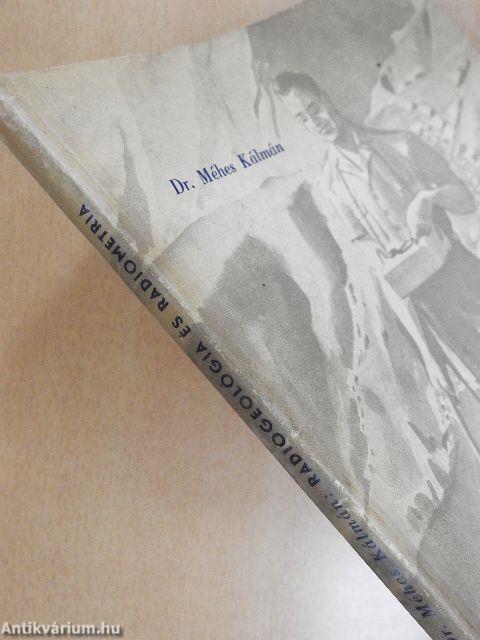 Dr. Méhes Kálmán
Dr. Méhes Kálmán: RADIOGEOLÓGIA ÉS RADIOMETRIA
Antikvárium.hu